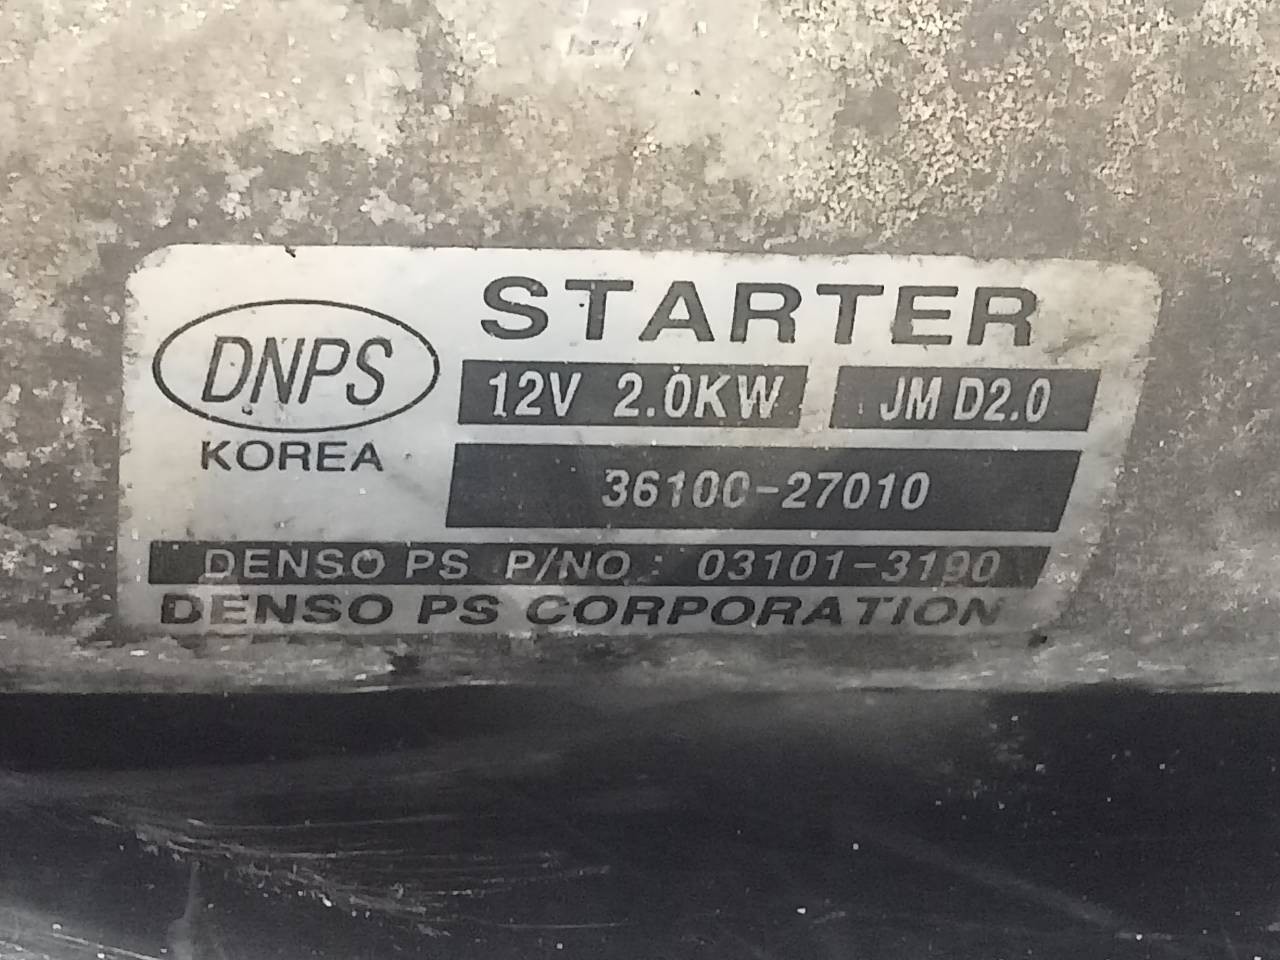 STARTER
DNPS
KOREA
12V 2.0KW JM D2.0
36100-27010
DENSO PS P/NO : 03101-3190
DENSO PS CORPORATION